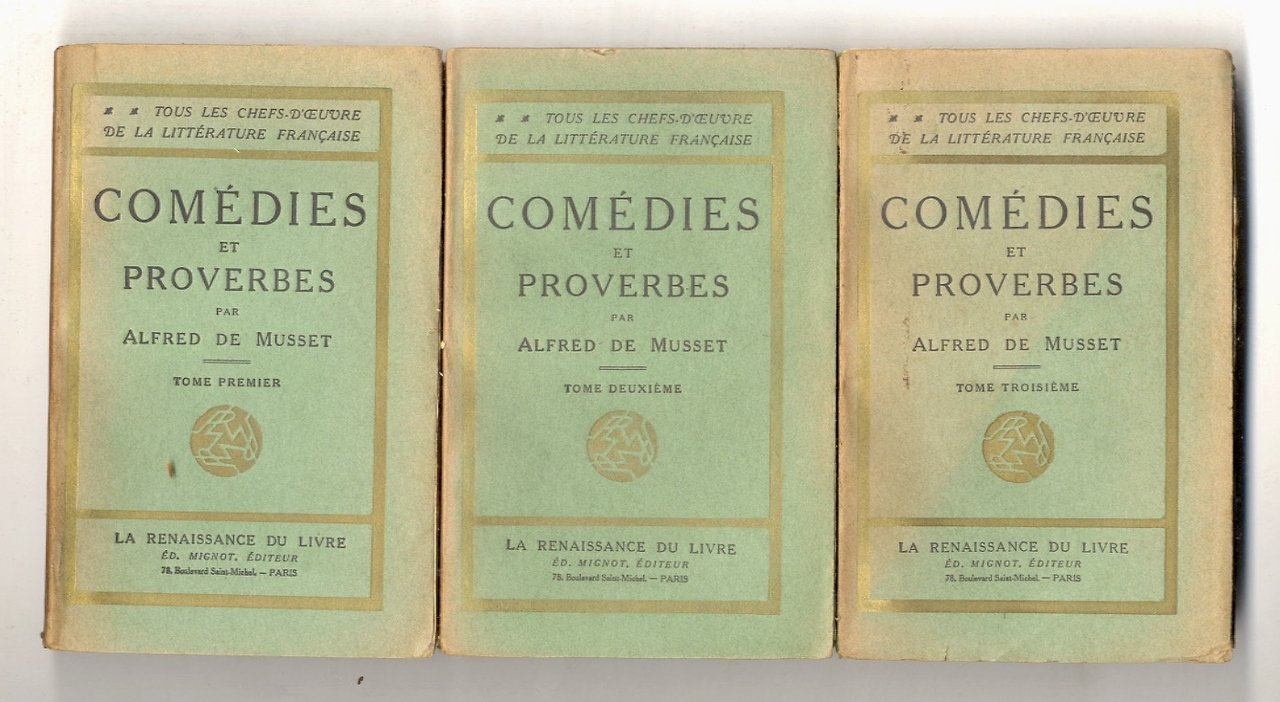 * * TOUS LES CHEFS-D'ŒUVRE
DE LA LITTÉRATURE FRANÇAISE
COMÉDIES
ET
PROVERBES
PAR
ALFRED DE MUSSET
TOME PREMIER
LA RENAISSANCE DU LIVRE
ÉD. MIGNOT, ÉDITEUR
78, Boulevard Saint-Michel. — PARIS
* * TOUS LES CHEFS-D'ŒUVRE
DE LA LITTÉRATURE FRANÇAISE
COMÉDIES
ET
PROVERBES
PAR
ALFRED DE MUSSET
TOME DEUXIÈME
LA RENAISSANCE DU LIVRE
ÉD. MIGNOT, ÉDITEUR
78, Boulevard Saint-Michel. — PARIS
* * TOUS LES CHEFS-D'ŒUVRE
DE LA LITTÉRATURE FRANÇAISE
COMÉDIES
ET
PROVERBES
PAR
ALFRED DE MUSSET
TOME TROISIÈME
LA RENAISSANCE DU LIVRE
ÉD. MIGNOT, ÉDITEUR
78, Boulevard Saint-Michel. — PARIS